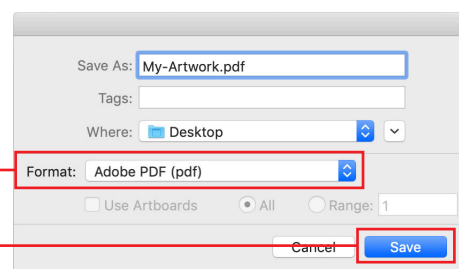 Save As: My-Artwork.pdf
Tags:
Where: Desktop
Format: Adobe PDF (pdf)
Use Artboards All Range: 1
Cancel Save